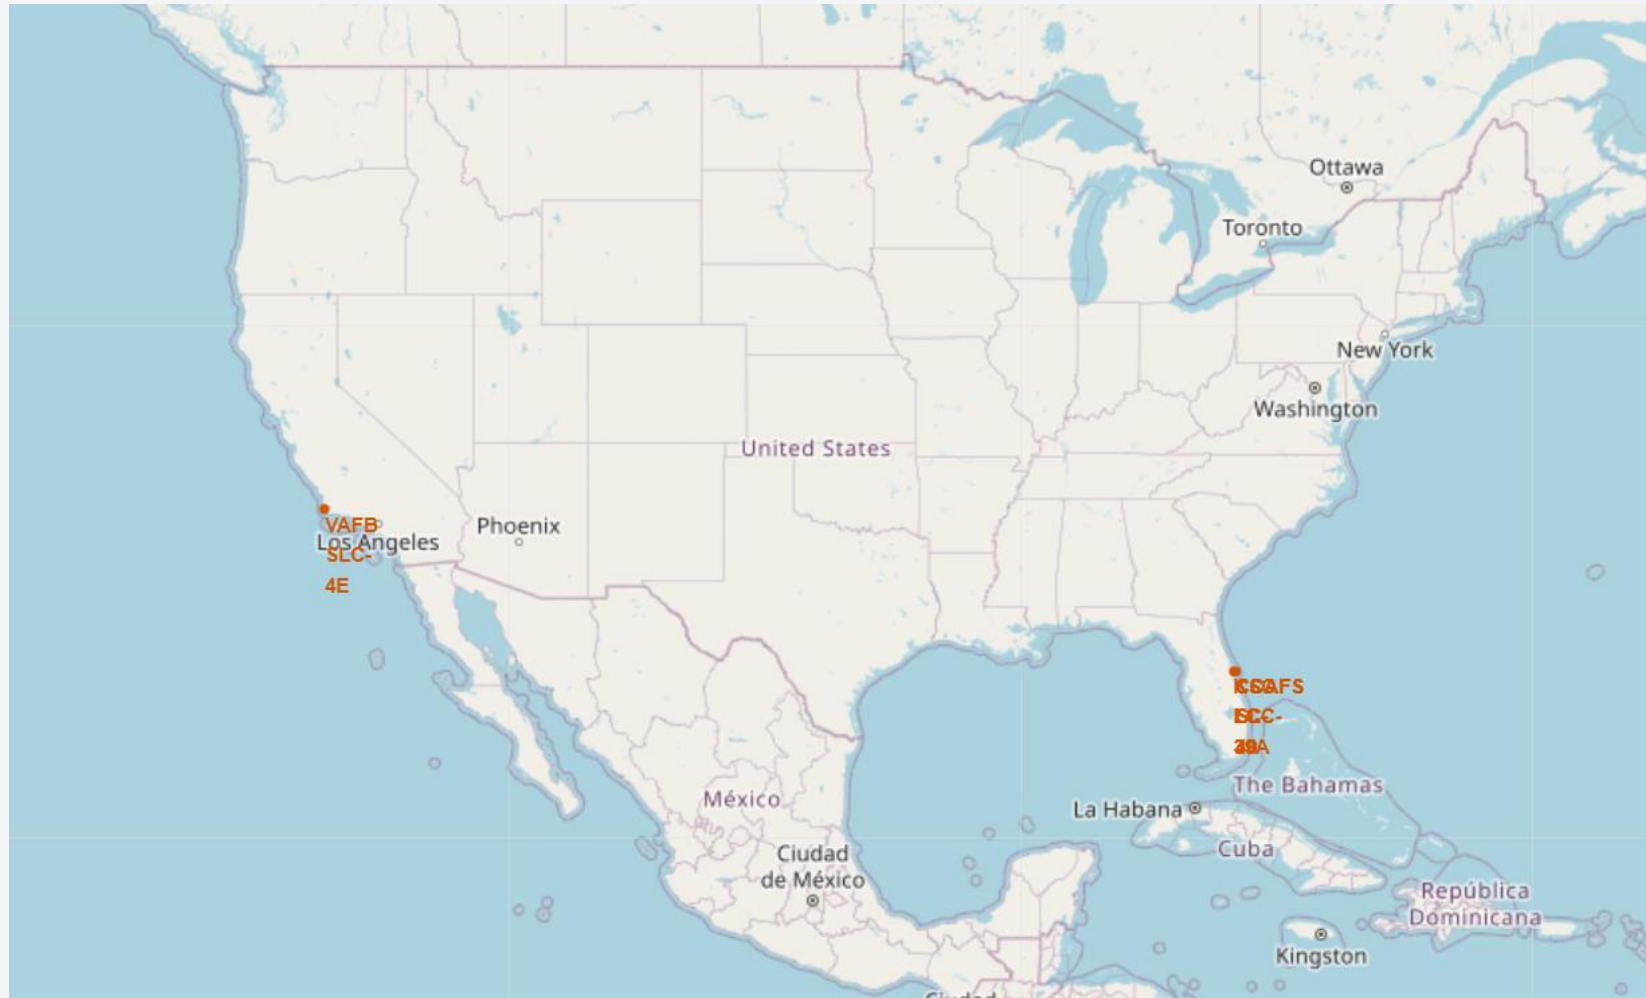 Ottawa
Toronto
New York
Washington
United States
VAFB
SLC-
4E
Los Angeles
Phoenix
The Bahamas
México
La Habana
Cuba
Ciudad
de México
República
Dominicana
Kingston
Ciudad